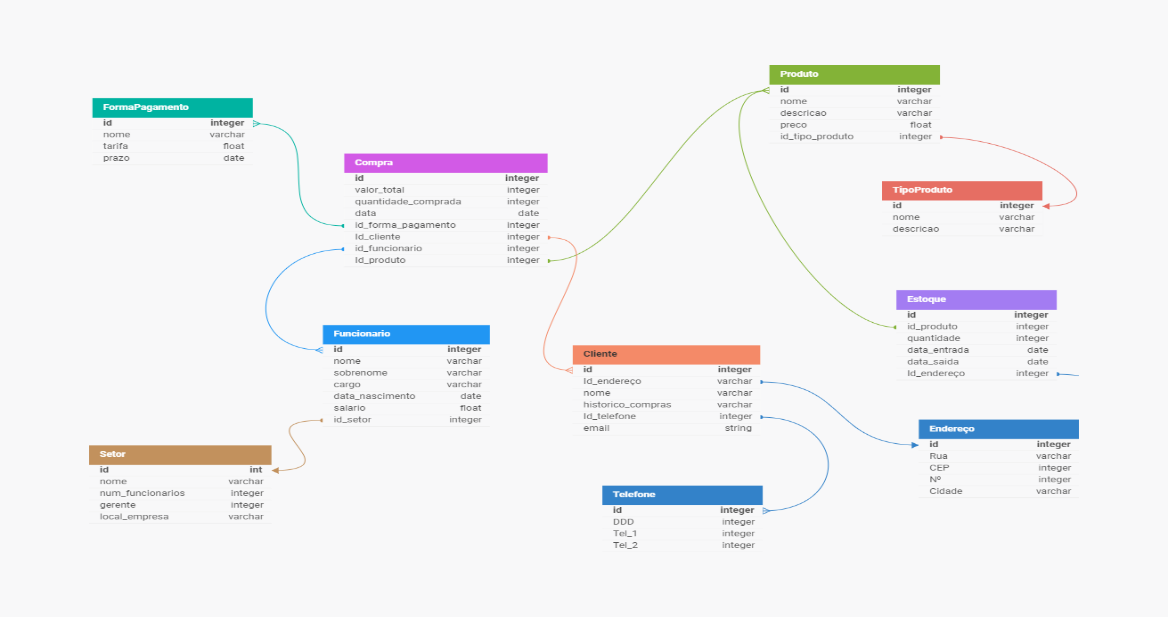 FormaPagamento
id integer
nome varchar
tarifa float
prazo date
Compra
id integer
valor_total integer
quantidade_comprada integer
data date
id_forma_pagamento integer
Id_cliente integer
id_funcionario integer
Id_produto integer
Produto
id integer
nome varchar
descricao varchar
preco float
id_tipo_produto integer
TipoProduto
id integer
nome varchar
descricao varchar
Estoque
id integer
id_produto integer
quantidade integer
data_entrada date
data_saida date
Id_endereço integer
Funcionario
id integer
nome varchar
sobrenome varchar
cargo varchar
data_nascimento date
salario float
id_setor integer
Cliente
id integer
Id_endereço varchar
nome varchar
historico_compras varchar
Id_telefone integer
email string
Endereço
id integer
Rua varchar
CEP integer
Nº integer
Cidade varchar
Setor
id int
nome varchar
num_funcionarios integer
gerente integer
local_empresa varchar
Telefone
id integer
DDD integer
Tel_1 integer
Tel_2 integer